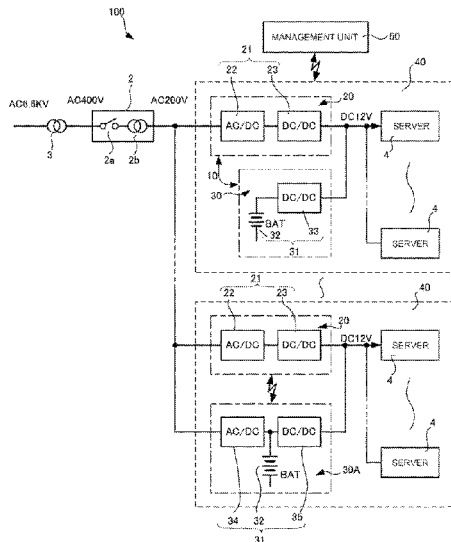 100
MANAGEMENT UNIT
50
2
21
40
22
23
20
AC6.6KV
AC400V
AC200V
AC/DC
DC/DC
DC12V
SERVER
3
2a
2b
4
10
30
DC/DC
BAT
32
33
31
4
SERVER
21
40
22
23
20
AC/DC
DC/DC
DC12V
SERVER
4
AC/DC
DC/DC
BAT
30A
4
SERVER
34
32
35
31